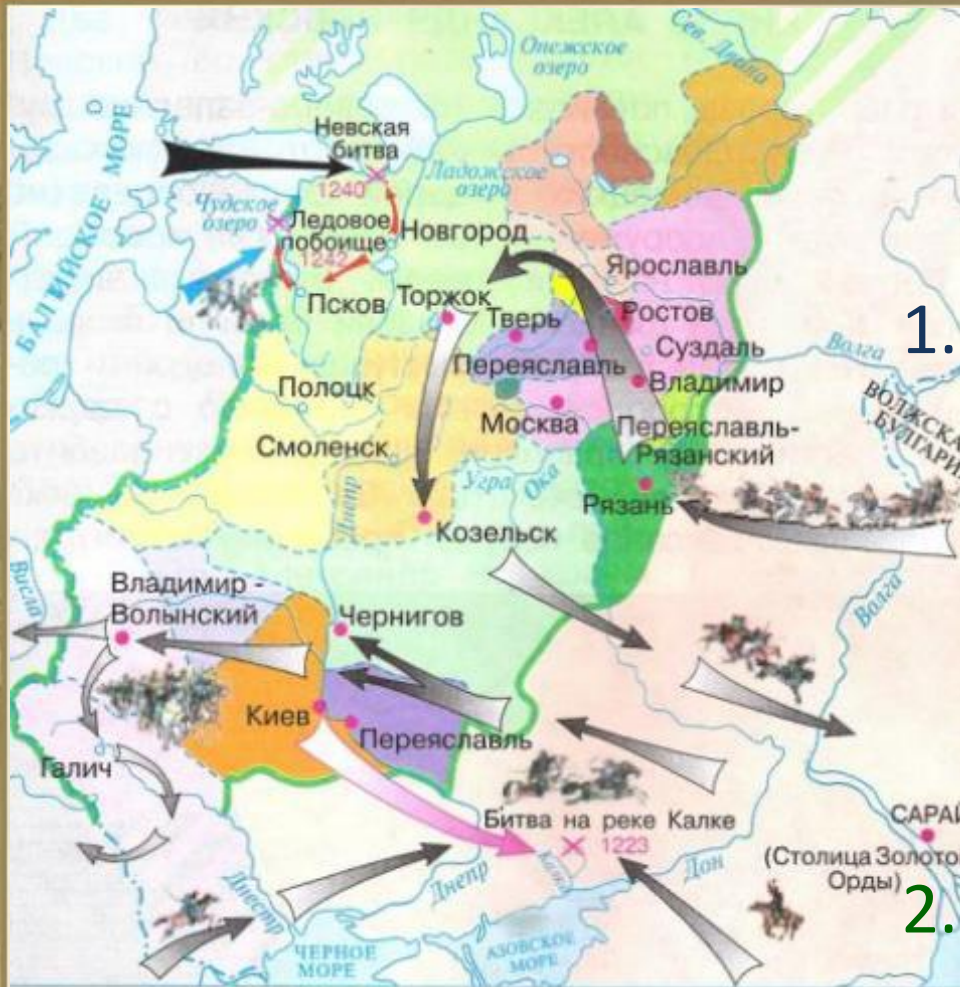 Сев. Двина
Онежское
озеро
БАЛТИЙСКОЕ МОРЕ
Невская
битва
1240
Ладожское
озеро
Чудское
озеро
Ледовое
побоище
1242
Новгород
Псков
Торжок
Ярославль
Тверь
Ростов
Переяславль
Суздаль
1.
Волга
Владимир
ВОЛЖСКАЯ
БУЛГАРИЯ
Полоцк
Москва
Переяславль-
Рязанский
Смоленск
Угра
Ока
Рязань
Днепр
Козельск
Висла
Владимир -
Волынский
Чернигов
Волга
Киев
Переяславль
Галич
Битва на реке Калке
1223
САРАЙ
(Столица Золотой
Орды)
2.
Днестр
Днепр
Дон
ЧЕРНОЕ
МОРЕ
АЗОВСКОЕ
МОРЕ